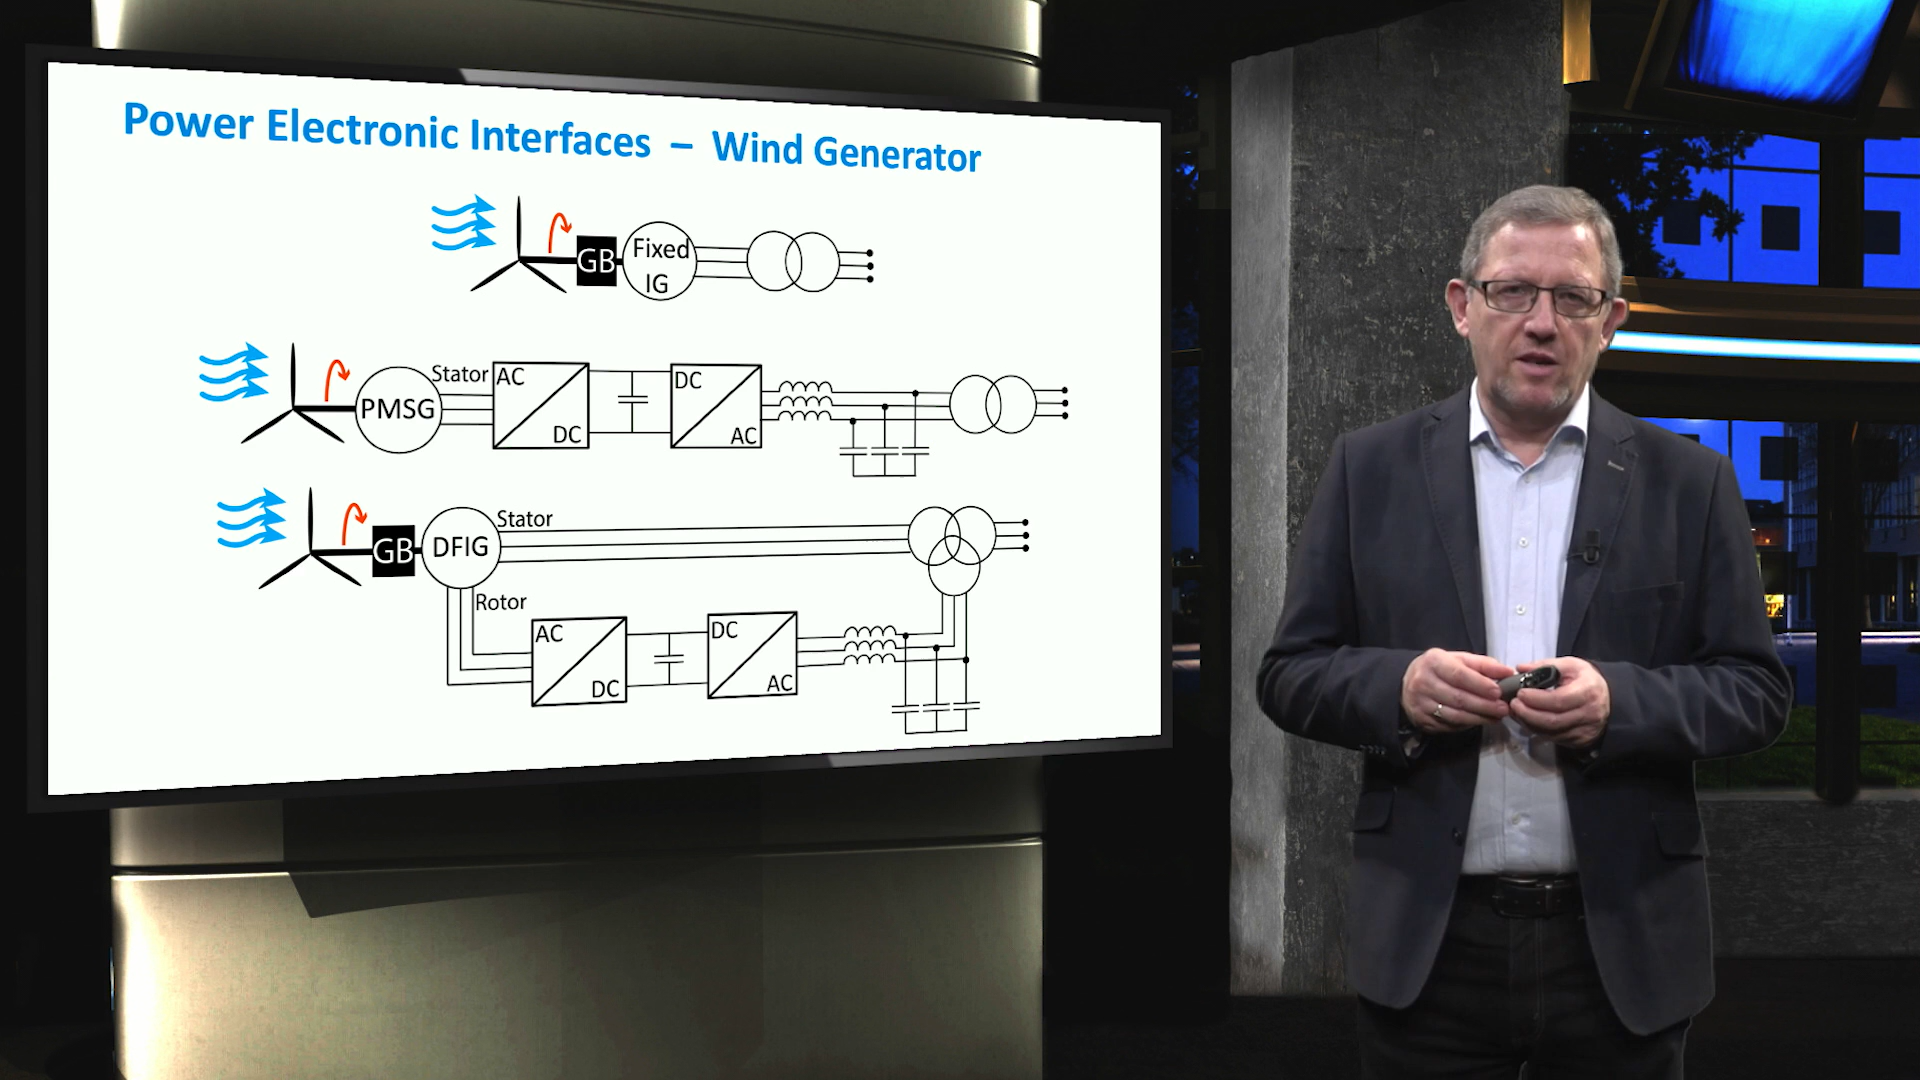 Power Electronic Interfaces – Wind Generator
GB
Fixed
IG
PMSG
Stator
AC
DC
DC
AC
GB
DFIG
Stator
Rotor
AC
DC
DC
AC